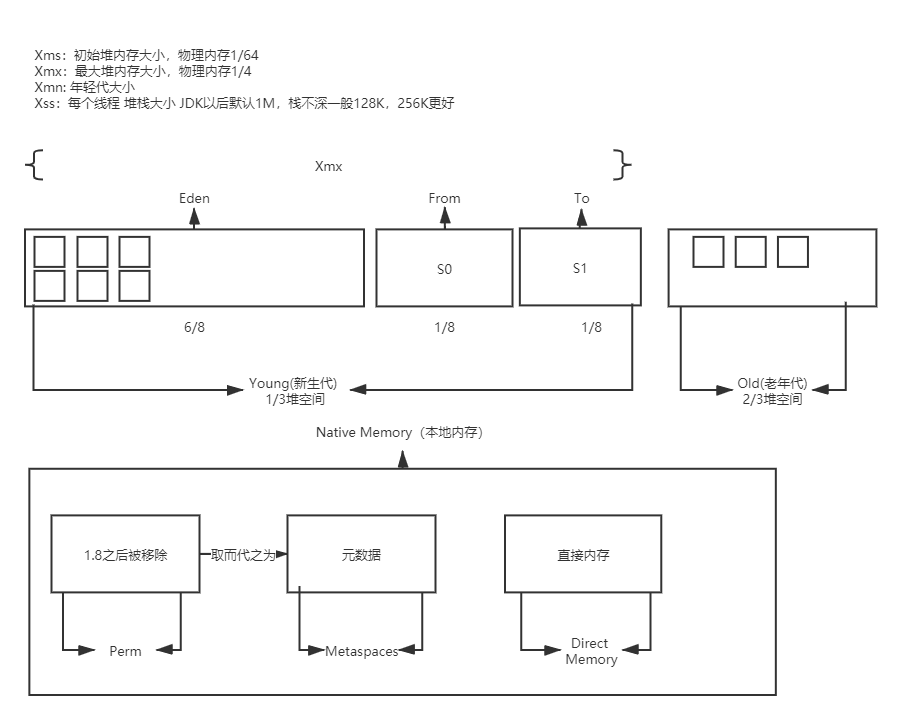 Xms：初始堆内存大小，物理内存1/64
Xmx：最大堆内存大小，物理内存1/4
Xmn: 年轻代大小
Xss：每个线程 堆栈大小 JDK以后默认1M，栈不深一般128K，256K更好
Xmx
Eden
From
To
S0
S1
6/8
1/8
1/8
Young(新生代)
1/3堆空间
Old(老年代)
2/3堆空间
Native Memory（本地内存）
1.8之后被移除
取而代之为
元数据
直接内存
Perm
Metaspaces
Direct
Memory